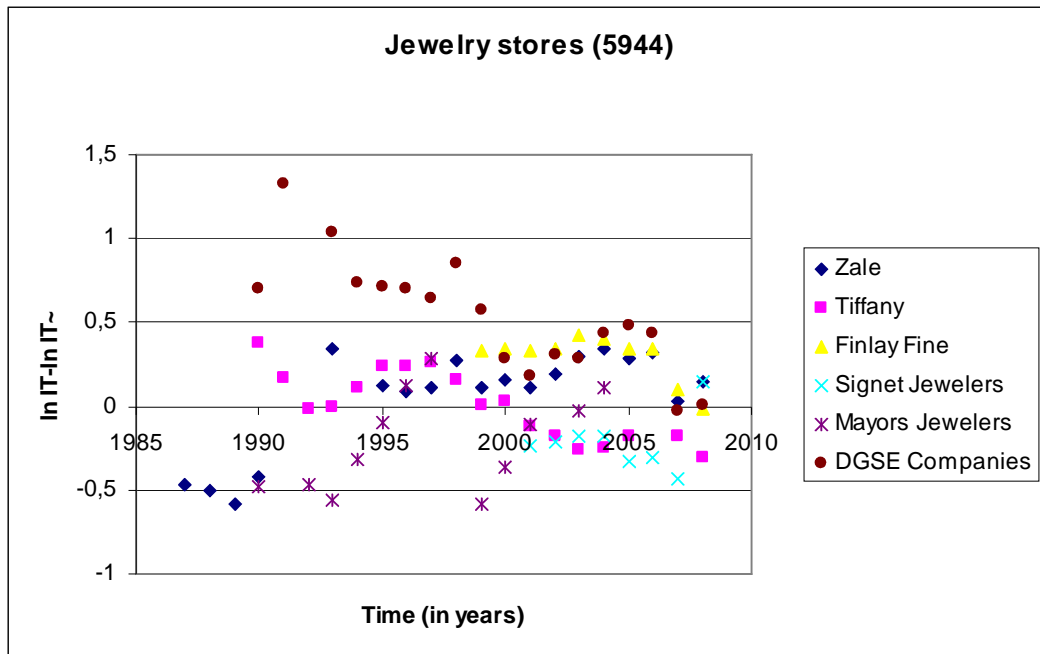 Jewelry stores (5944)
1,5
1
0,5
0
-0,5
-1
1985 1990 1995 2000 2005 2010
ln IT-ln IT~
Time (in years)
Zale
Tiffany
Finlay Fine
Signet Jewelers
Mayors Jewelers
DGSE Companies